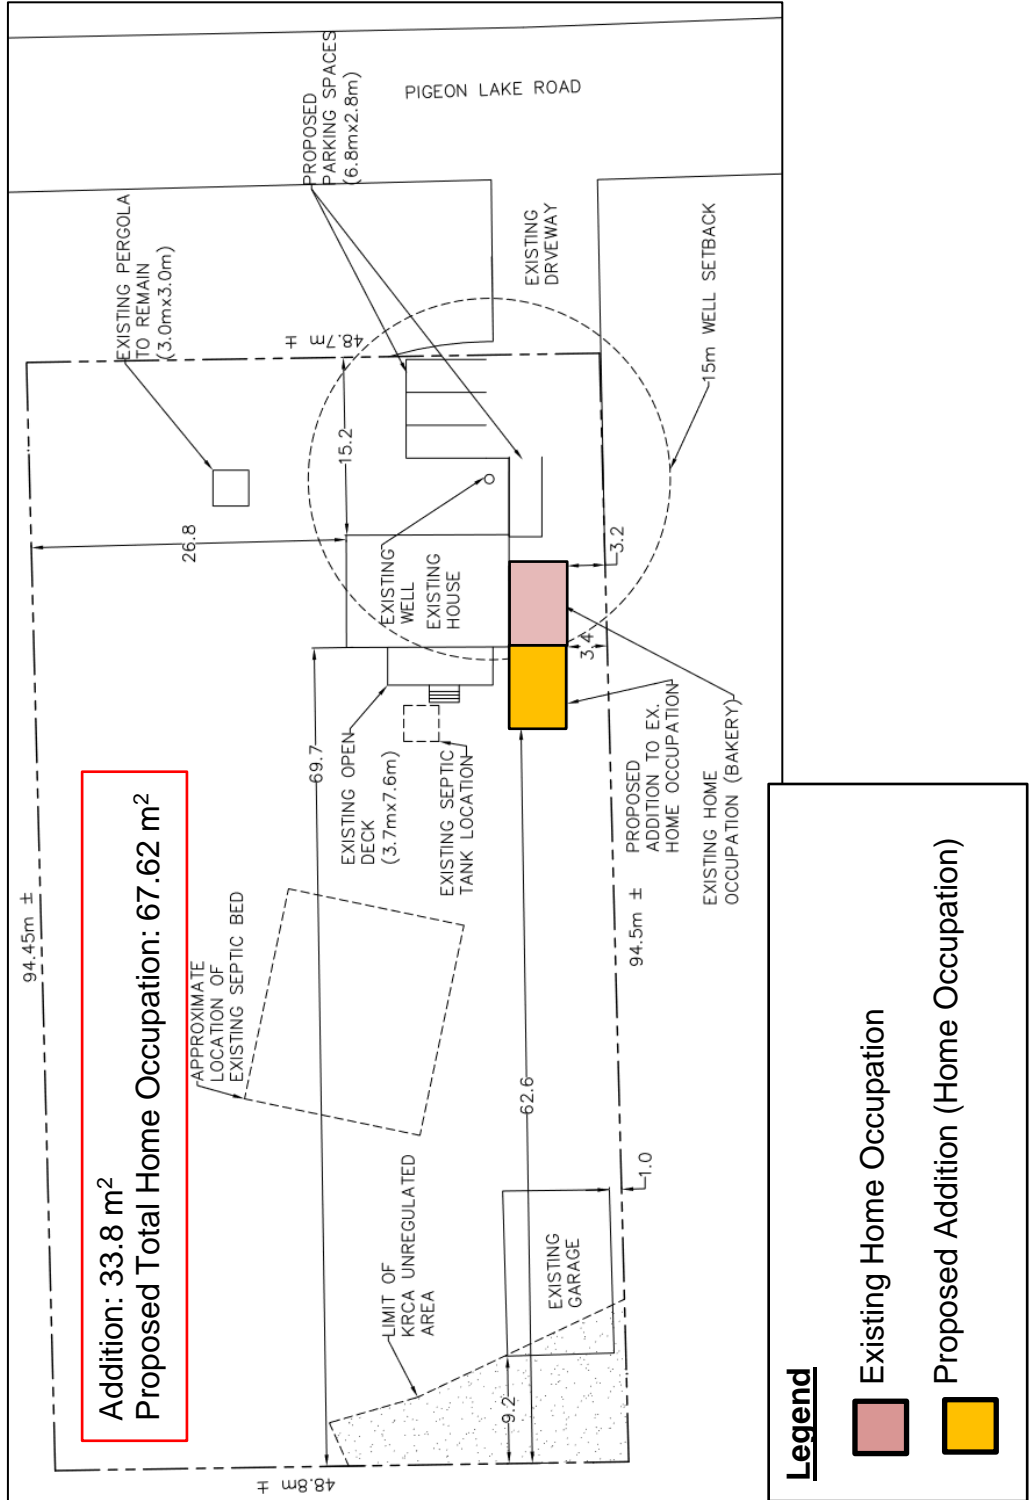 PIGEON LAKE ROAD
PROPOSED
PARKING SPACES
(6.8mx2.8m)
EXISTING PERGOLA
TO REMAIN
(3.0mx3.0m)
EXISTING
DRVEWAY
48.7m ±
15m WELL SETBACK
15.2
26.8
EXISTING
WELL
EXISTING
HOUSE
3.2
3.4
69.7
EXISTING OPEN
DECK
(3.7mx7.6m)
EXISTING SEPTIC
TANK LOCATION
PROPOSED
ADDITION TO EX.
HOME OCCUPATION
EXISTING HOME
OCCUPATION (BAKERY)
94.45m ±
94.5m ±
Addition: 33.8 m²
Proposed Total Home Occupation: 67.62 m²
APPROXIMATE
LOCATION OF
EXISTING SEPTIC BED
62.6
1.0
LIMIT OF
KRCA UNREGULATED
AREA
EXISTING
GARAGE
9.2
48.8m ±
Legend
Existing Home Occupation
Proposed Addition (Home Occupation)